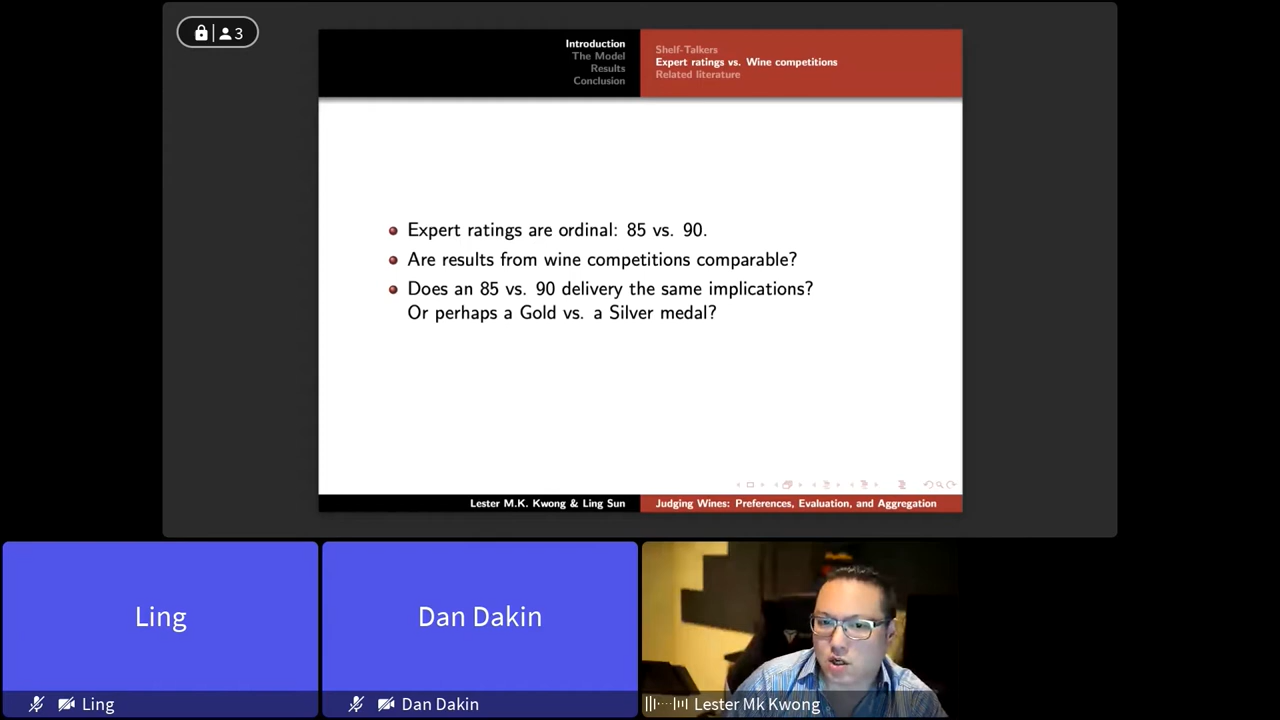 3
Introduction
The Model
Results
Conclusion
Shelf-Talkers
Expert ratings vs. Wine competitions
Related literature
Expert ratings are ordinal: 85 vs. 90.
Are results from wine competitions comparable?
Does an 85 vs. 90 delivery the same implications?
Or perhaps a Gold vs. a Silver medal?
Lester M.K. Kwong & Ling Sun
Judging Wines: Preferences, Evaluation, and Aggregation
Ling
Dan Dakin
Ling
Dan Dakin
Lester Mk Kwong